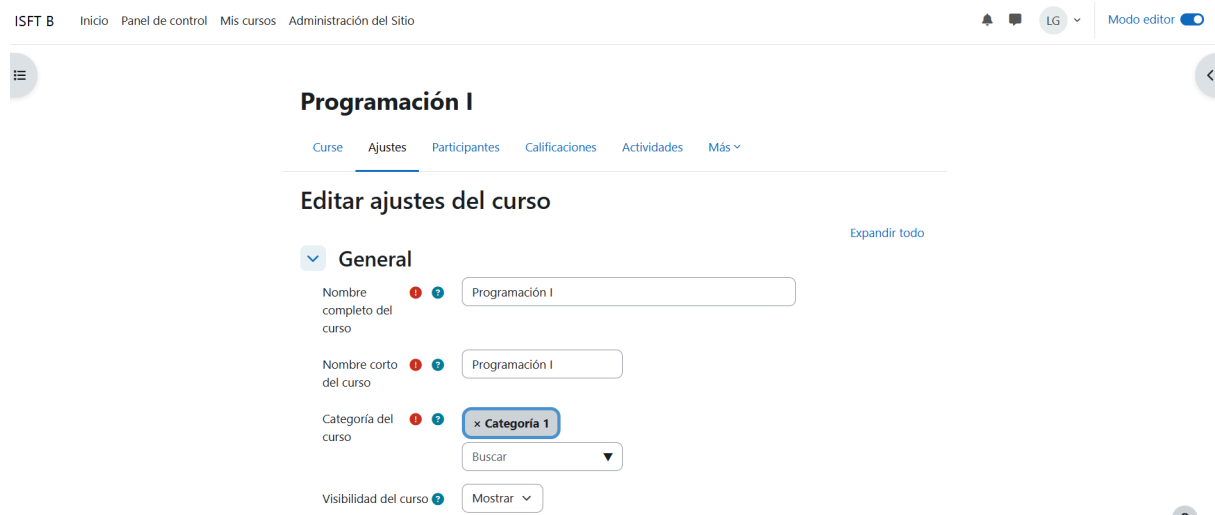 ISFT B Inicio Panel de control Mis cursos Administración del Sitio LG Modo editor
Programación I
Curse Ajustes Participantes Calificaciones Actividades Más
Editar ajustes del curso
Expandir todo
General
Nombre completo del curso
Programación I
Nombre corto del curso
Programación I
Categoría del curso
× Categoría 1
Buscar
Visibilidad del curso
Mostrar